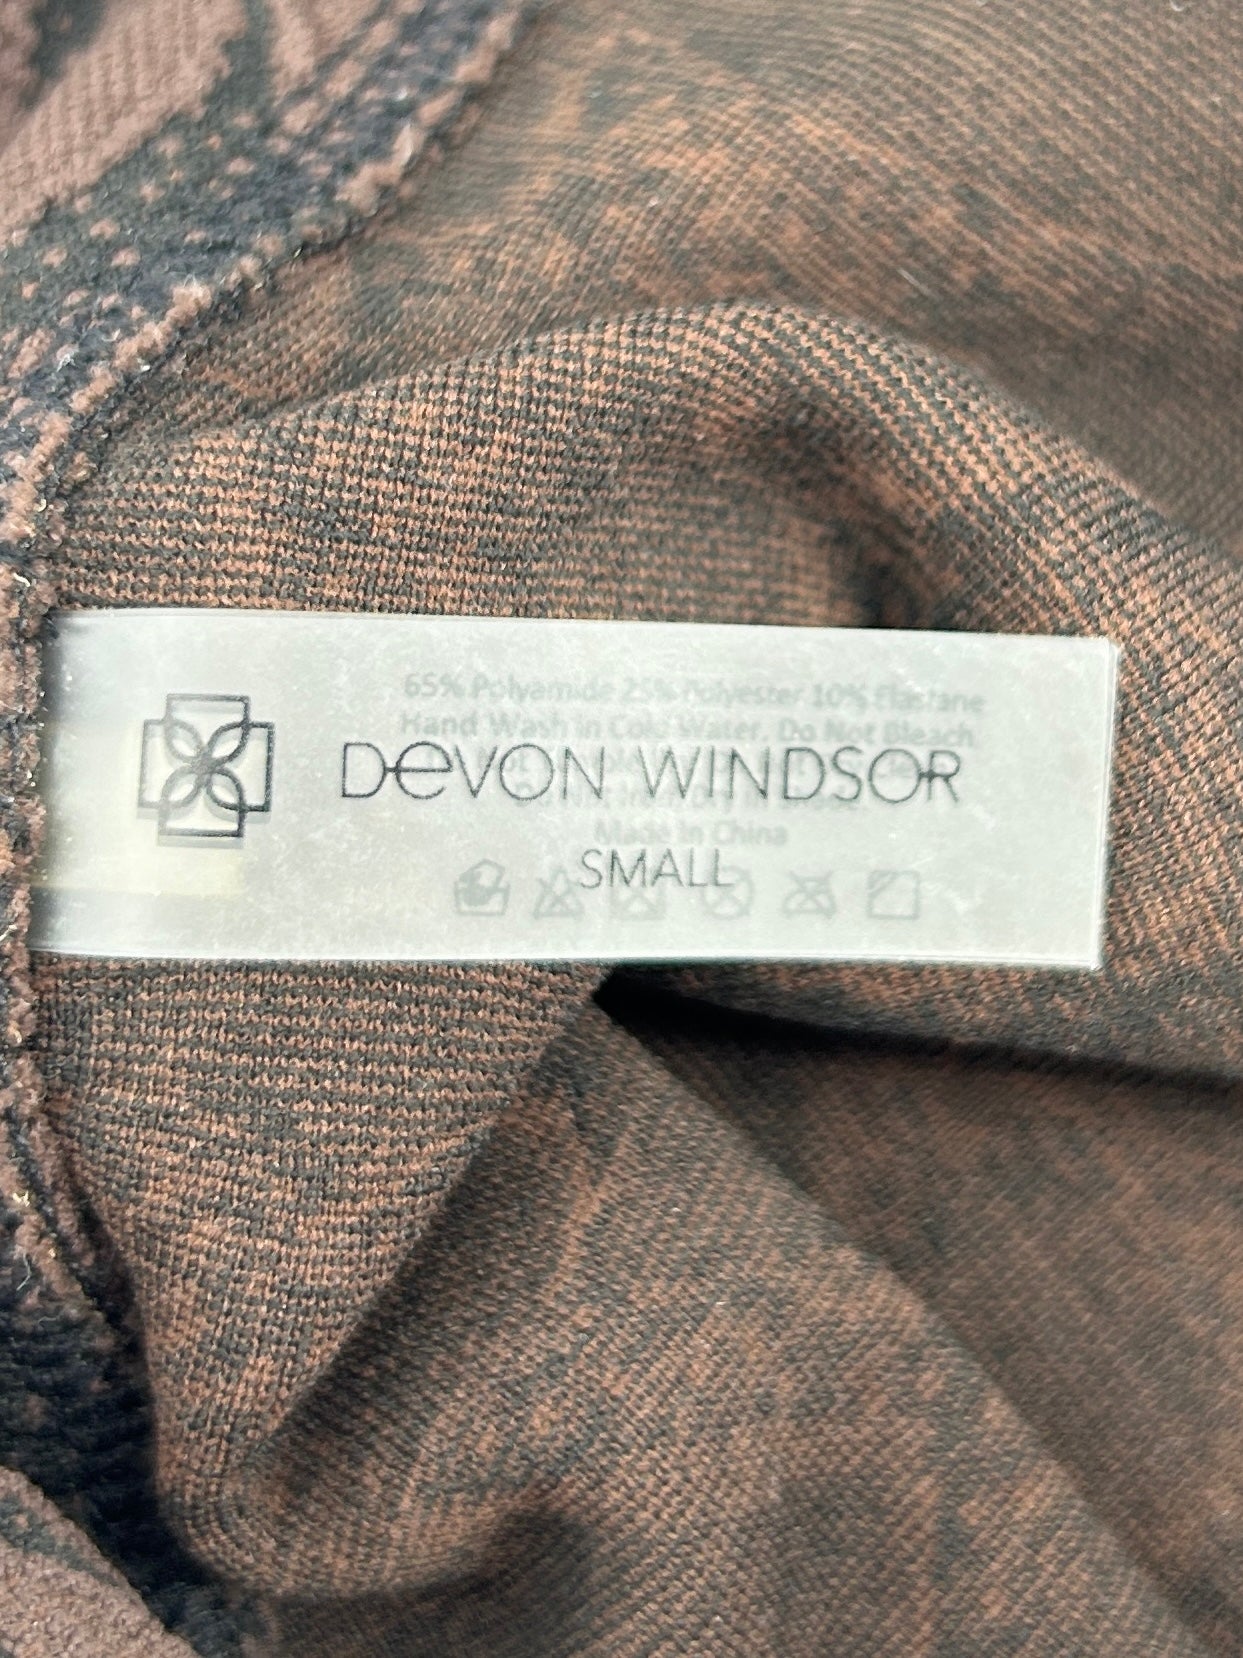 65% Polyamide 25% Polyester 10% Elastane
Hand Wash in Cold Water. Do Not Bleach
DeVON WINDSOR
Made in China
SMALL